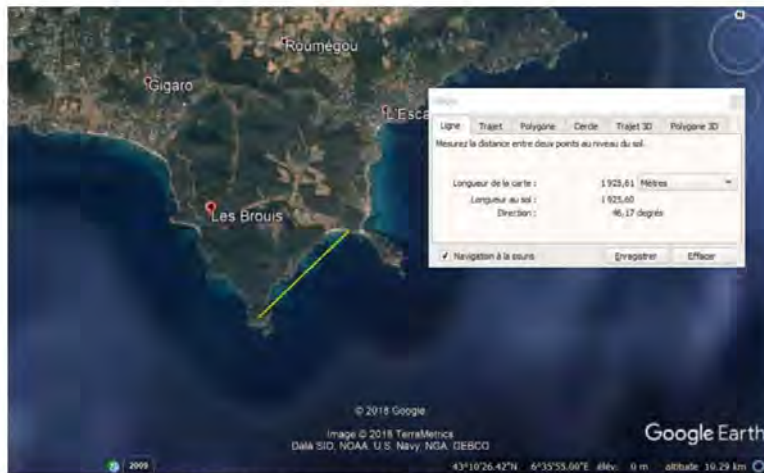 N
Roumégou
Gigaro
L'Esca
Les Brouis
Ligne Trajet Polygone Cercle Trajet 3D Polygone 3D
Mesurez la distance entre deux points au niveau du sol.
Longueur de la carte : 1 925,61 Mètres
Longueur au sol : 1 925,60
Direction : 46,17 degrés
Navigation à la souris Enregistrer Effacer
© 2018 Google
Image © 2018 TerraMetrics
Data SIO, NOAA, U.S. Navy, NGA, GEBCO
Google Earth
2009 43°10'26.42"N 6°35'55.00"E élév. 0 m altitude 10.29 km